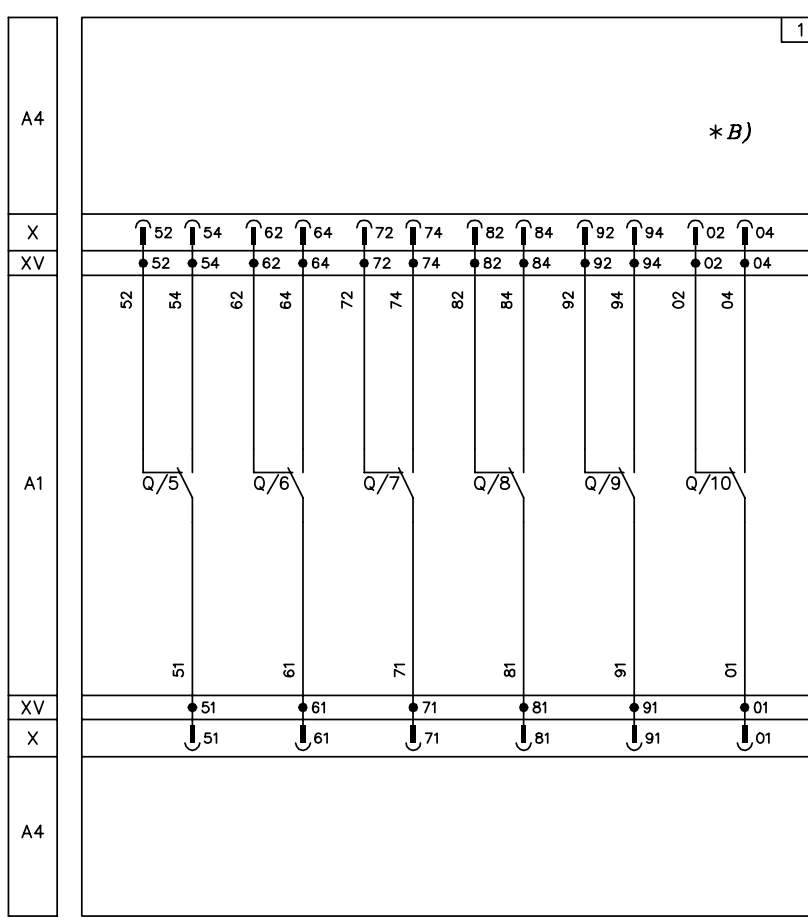 1
A4
*B)
X 52 54 62 64 72 74 82 84 92 94 02 04
XV 52 54 62 64 72 74 82 84 92 94 02 04
52 54 62 64 72 74 82 84 92 94 02 04
A1 Q/5 Q/6 Q/7 Q/8 Q/9 Q/10
51 61 71 81 91 01
XV 51 61 71 81 91 01
X 51 61 71 81 91 01
A4